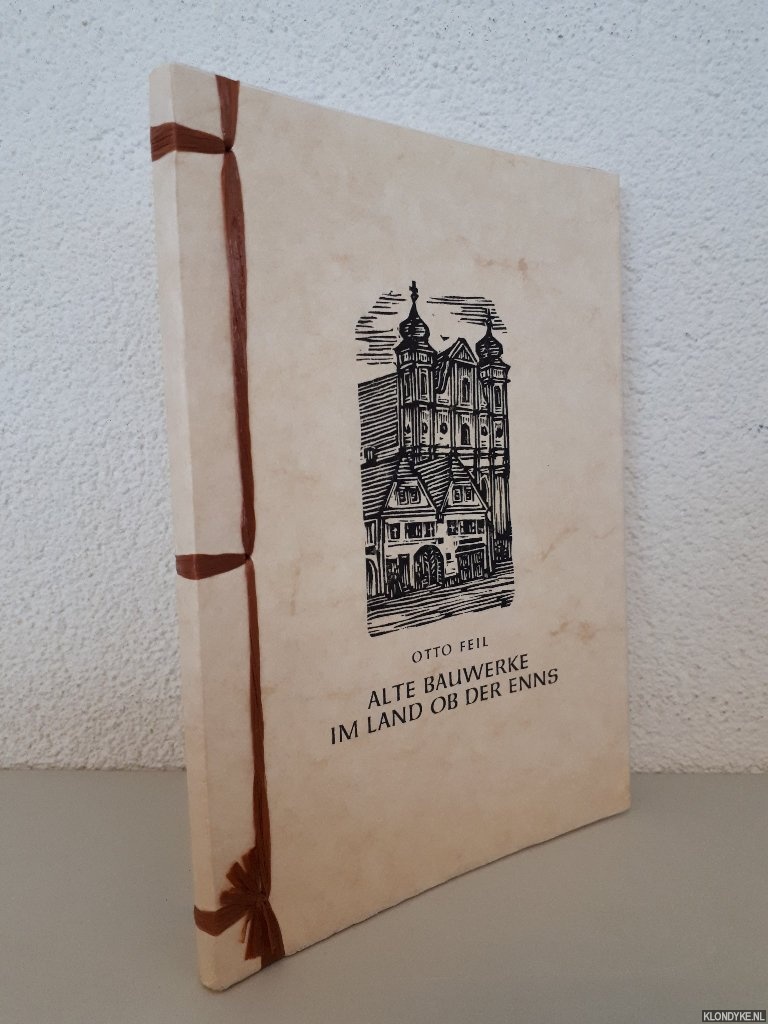 OTTO FEIL
ALTE BAUWERKE
IM LAND OB DER ENNS
KLONDYKE.NL